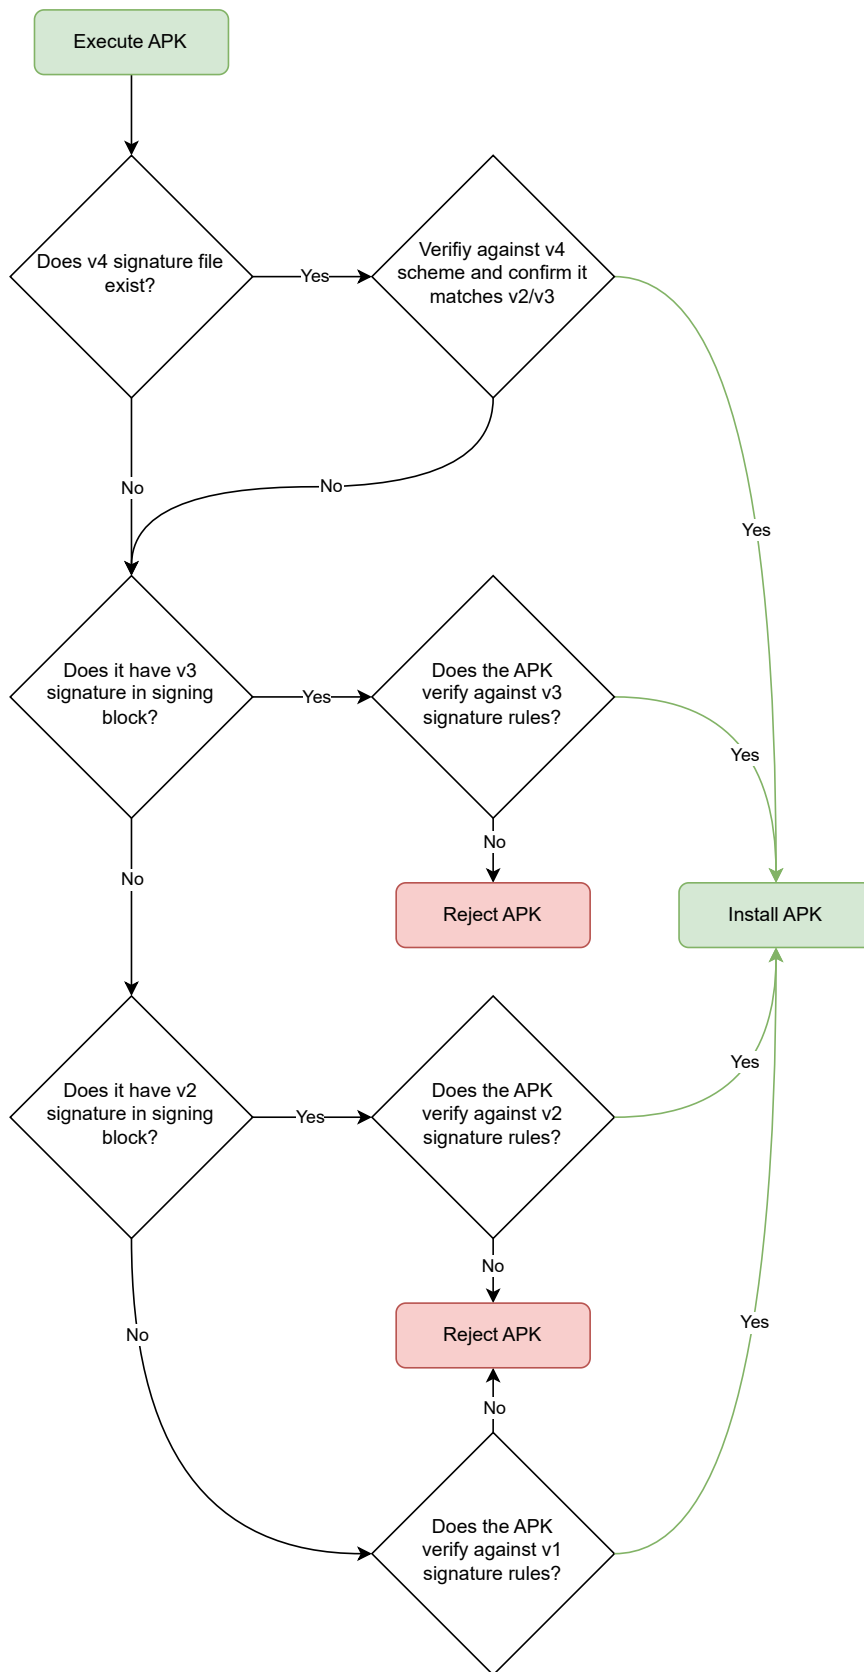 Execute APK
Does v4 signature file
exist?
Yes
Verifiy against v4
scheme and confirm it
matches v2/v3
No
No
Yes
Does it have v3
signature in signing
block?
Yes
Does the APK
verify against v3
signature rules?
Yes
No
No
Reject APK
Install APK
Does it have v2
signature in signing
block?
Yes
Does the APK
verify against v2
signature rules?
Yes
No
No
Reject APK
Yes
No
Does the APK
verify against v1
signature rules?